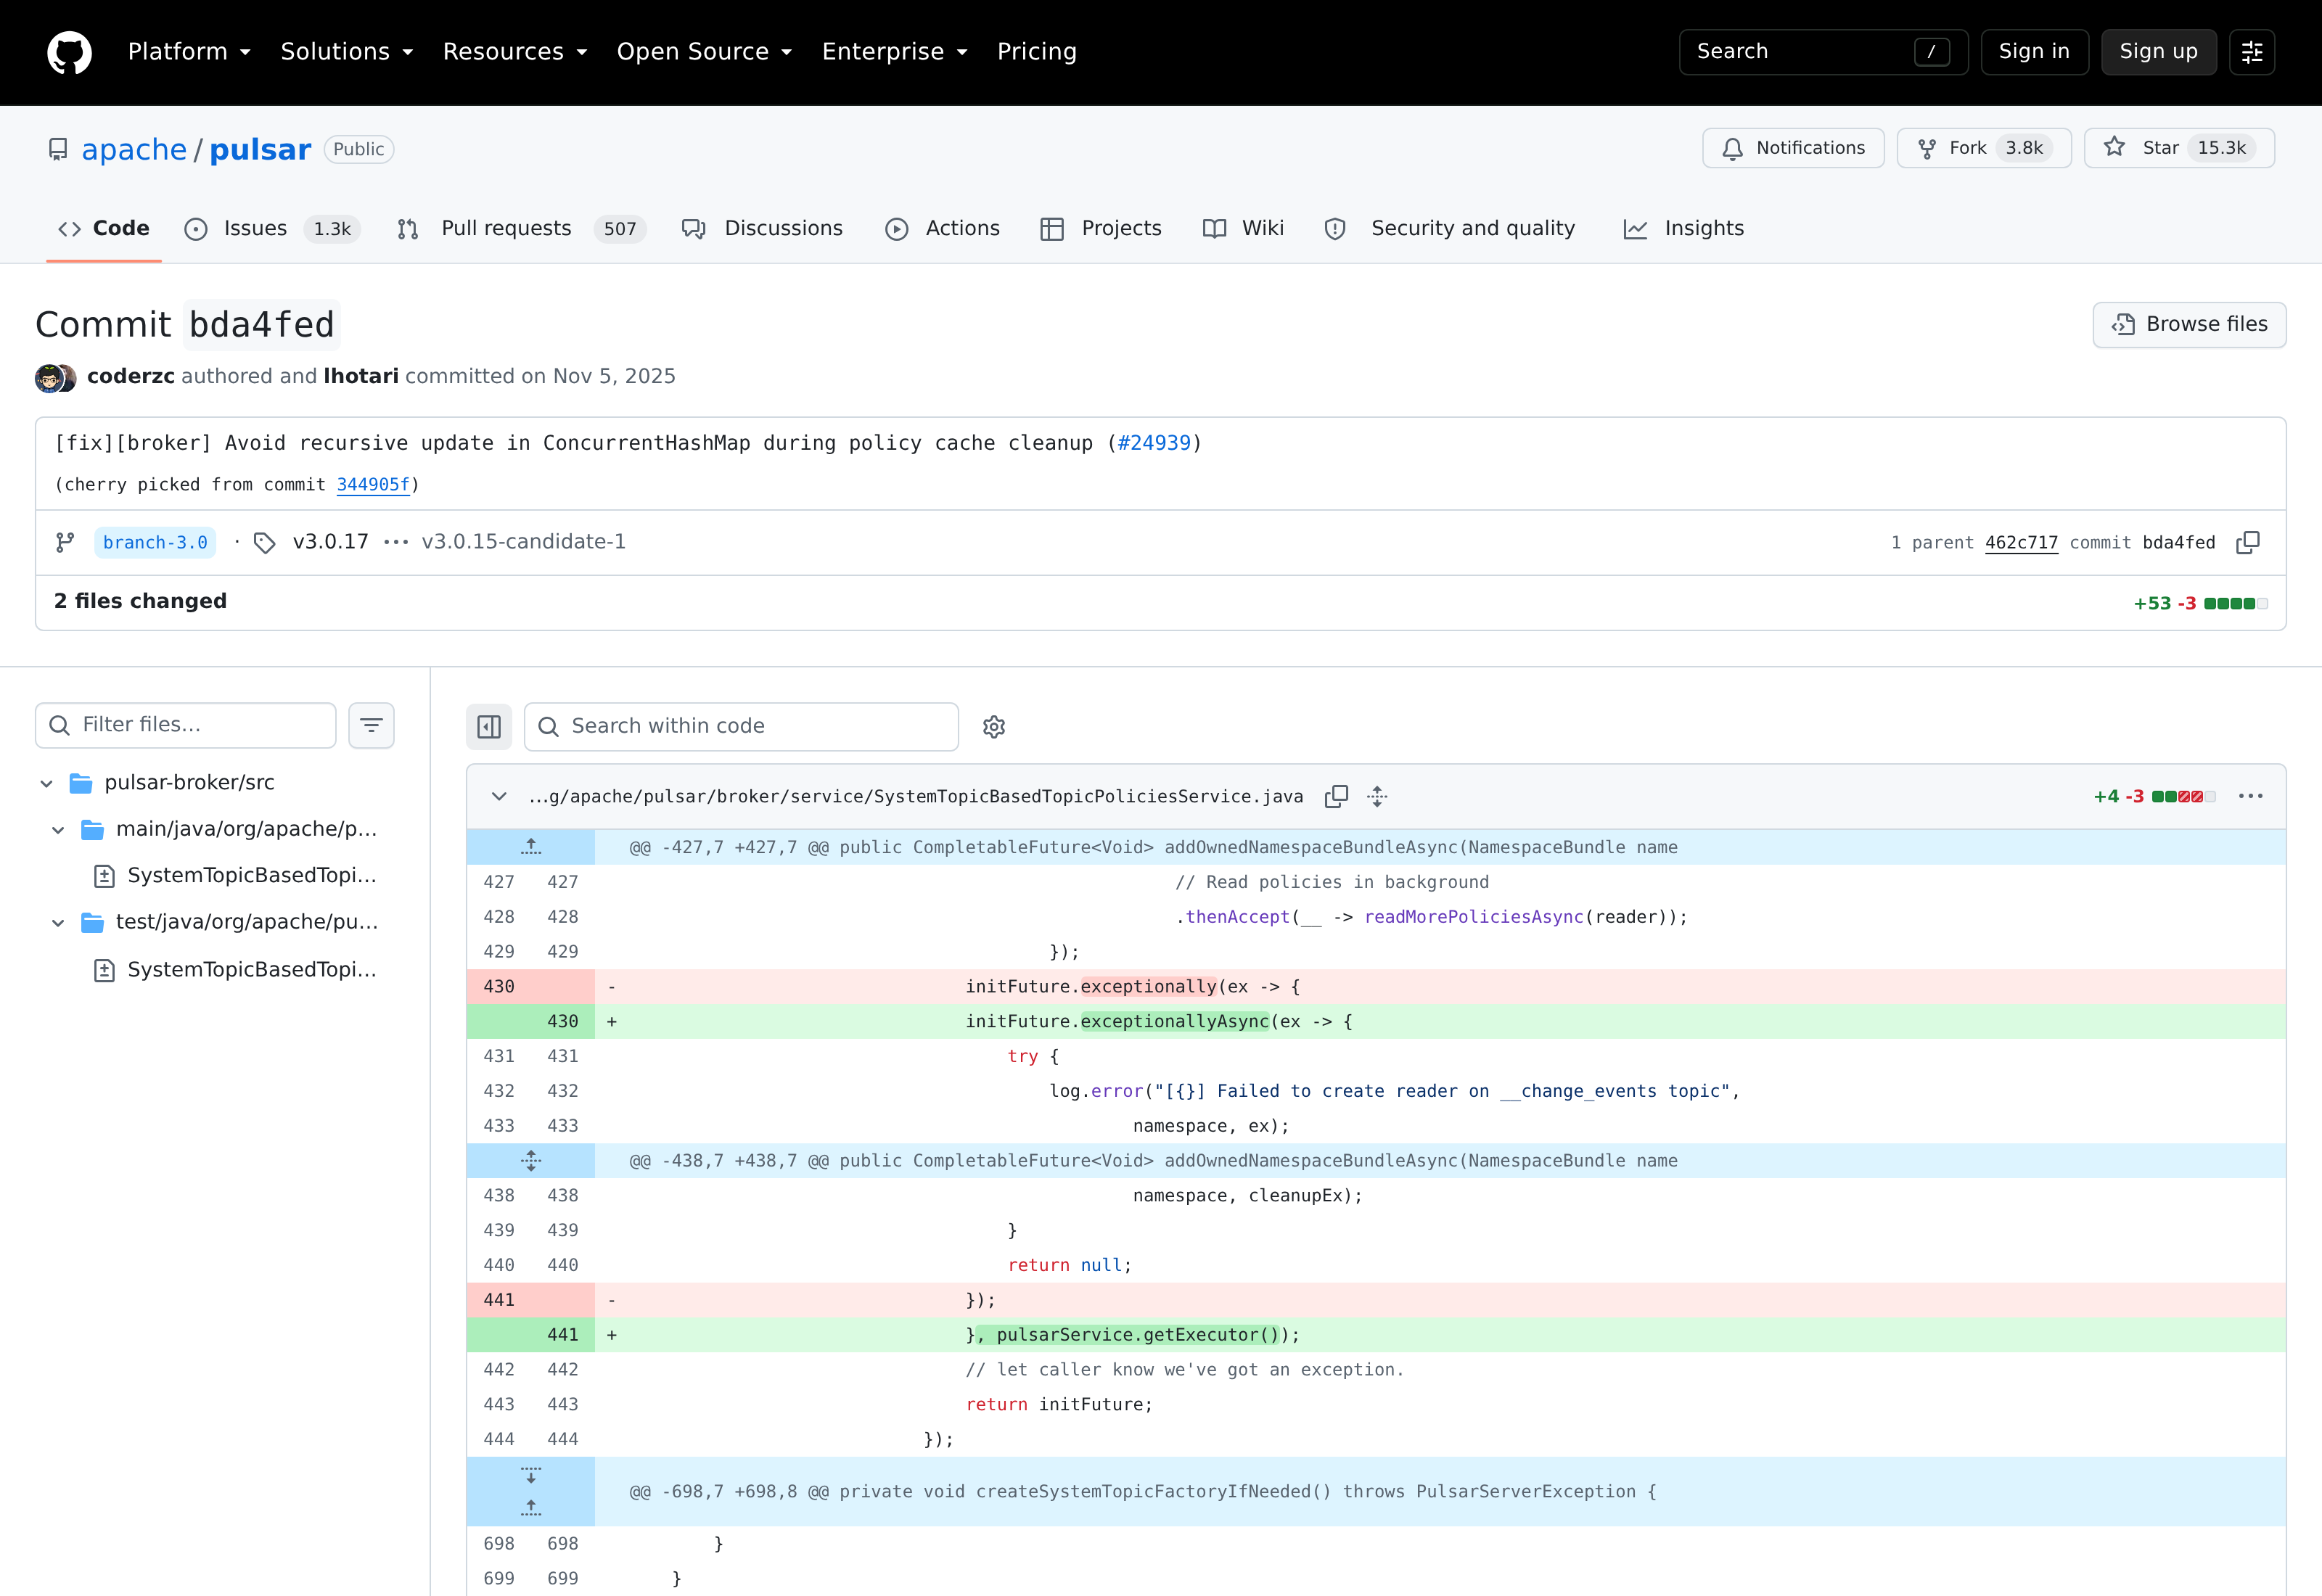 Platform Solutions Resources Open Source Enterprise Pricing Search / Sign in Sign up
apache / pulsar Public Notifications Fork 3.8k Star 15.3k
Code Issues 1.3k Pull requests 507 Discussions Actions Projects Wiki Security and quality Insights
Commit bda4fed Browse files
coderzc authored and lhotari committed on Nov 5, 2025
[fix][broker] Avoid recursive update in ConcurrentHashMap during policy cache cleanup (#24939)
(cherry picked from commit 344905f)
branch-3.0 · v3.0.17 ••• v3.0.15-candidate-1 1 parent 462c717 commit bda4fed
2 files changed +53 -3
Filter files... Search within code
pulsar-broker/src
main/java/org/apache/p...
SystemTopicBasedTopi...
test/java/org/apache/pu...
SystemTopicBasedTopi...
...g/apache/pulsar/broker/service/SystemTopicBasedTopicPoliciesService.java +4 -3
@@ -427,7 +427,7 @@ public CompletableFuture<Void> addOwnedNamespaceBundleAsync(NamespaceBundle name
427 427 // Read policies in background
428 428 .thenAccept(__ -> readMorePoliciesAsync(reader));
429 429 });
430 - initFuture.exceptionally(ex -> {
430 + initFuture.exceptionallyAsync(ex -> {
431 431 try {
432 432 log.error("[{}] Failed to create reader on __change_events topic",
433 433 namespace, ex);
@@ -438,7 +438,7 @@ public CompletableFuture<Void> addOwnedNamespaceBundleAsync(NamespaceBundle name
438 438 namespace, cleanupEx);
439 439 }
440 440 return null;
441 - });
441 + }, pulsarService.getExecutor());
442 442 // let caller know we've got an exception.
443 443 return initFuture;
444 444 });
@@ -698,7 +698,8 @@ private void createSystemTopicFactoryIfNeeded() throws PulsarServerException {
698 698 }
699 699 }